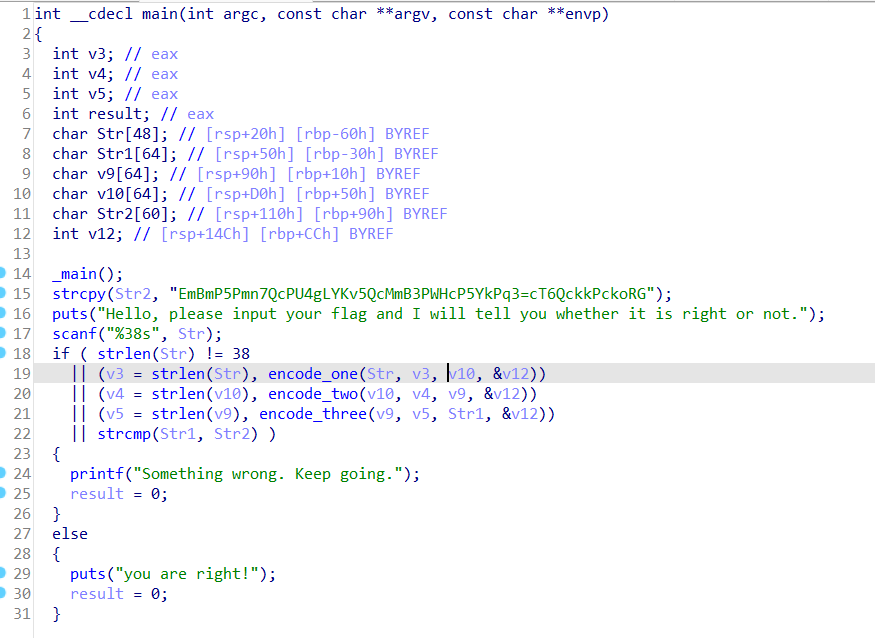 1 int __cdecl main(int argc, const char **argv, const char **envp)
2 {
3 int v3; // eax
4 int v4; // eax
5 int v5; // eax
6 int result; // eax
7 char Str[48]; // [rsp+20h] [rbp-60h] BYREF
8 char Str1[64]; // [rsp+50h] [rbp-30h] BYREF
9 char v9[64]; // [rsp+90h] [rbp+10h] BYREF
10 char v10[64]; // [rsp+D0h] [rbp+50h] BYREF
11 char Str2[60]; // [rsp+110h] [rbp+90h] BYREF
12 int v12; // [rsp+14Ch] [rbp+CCh] BYREF
13
14 _main();
15 strcpy(Str2, "EmBmP5Pmn7QcPU4gLYKv5QcMmB3PWHcP5YkPq3=cT6QckkPckoRG");
16 puts("Hello, please input your flag and I will tell you whether it is right or not.");
17 scanf("%38s", Str);
18 if ( strlen(Str) != 38
19 || (v3 = strlen(Str), encode_one(Str, v3, v10, &v12))
20 || (v4 = strlen(v10), encode_two(v10, v4, v9, &v12))
21 || (v5 = strlen(v9), encode_three(v9, v5, Str1, &v12))
22 || strcmp(Str1, Str2) )
23 {
24 printf("Something wrong. Keep going.");
25 result = 0;
26 }
27 else
28 {
29 puts("you are right!");
30 result = 0;
31 }